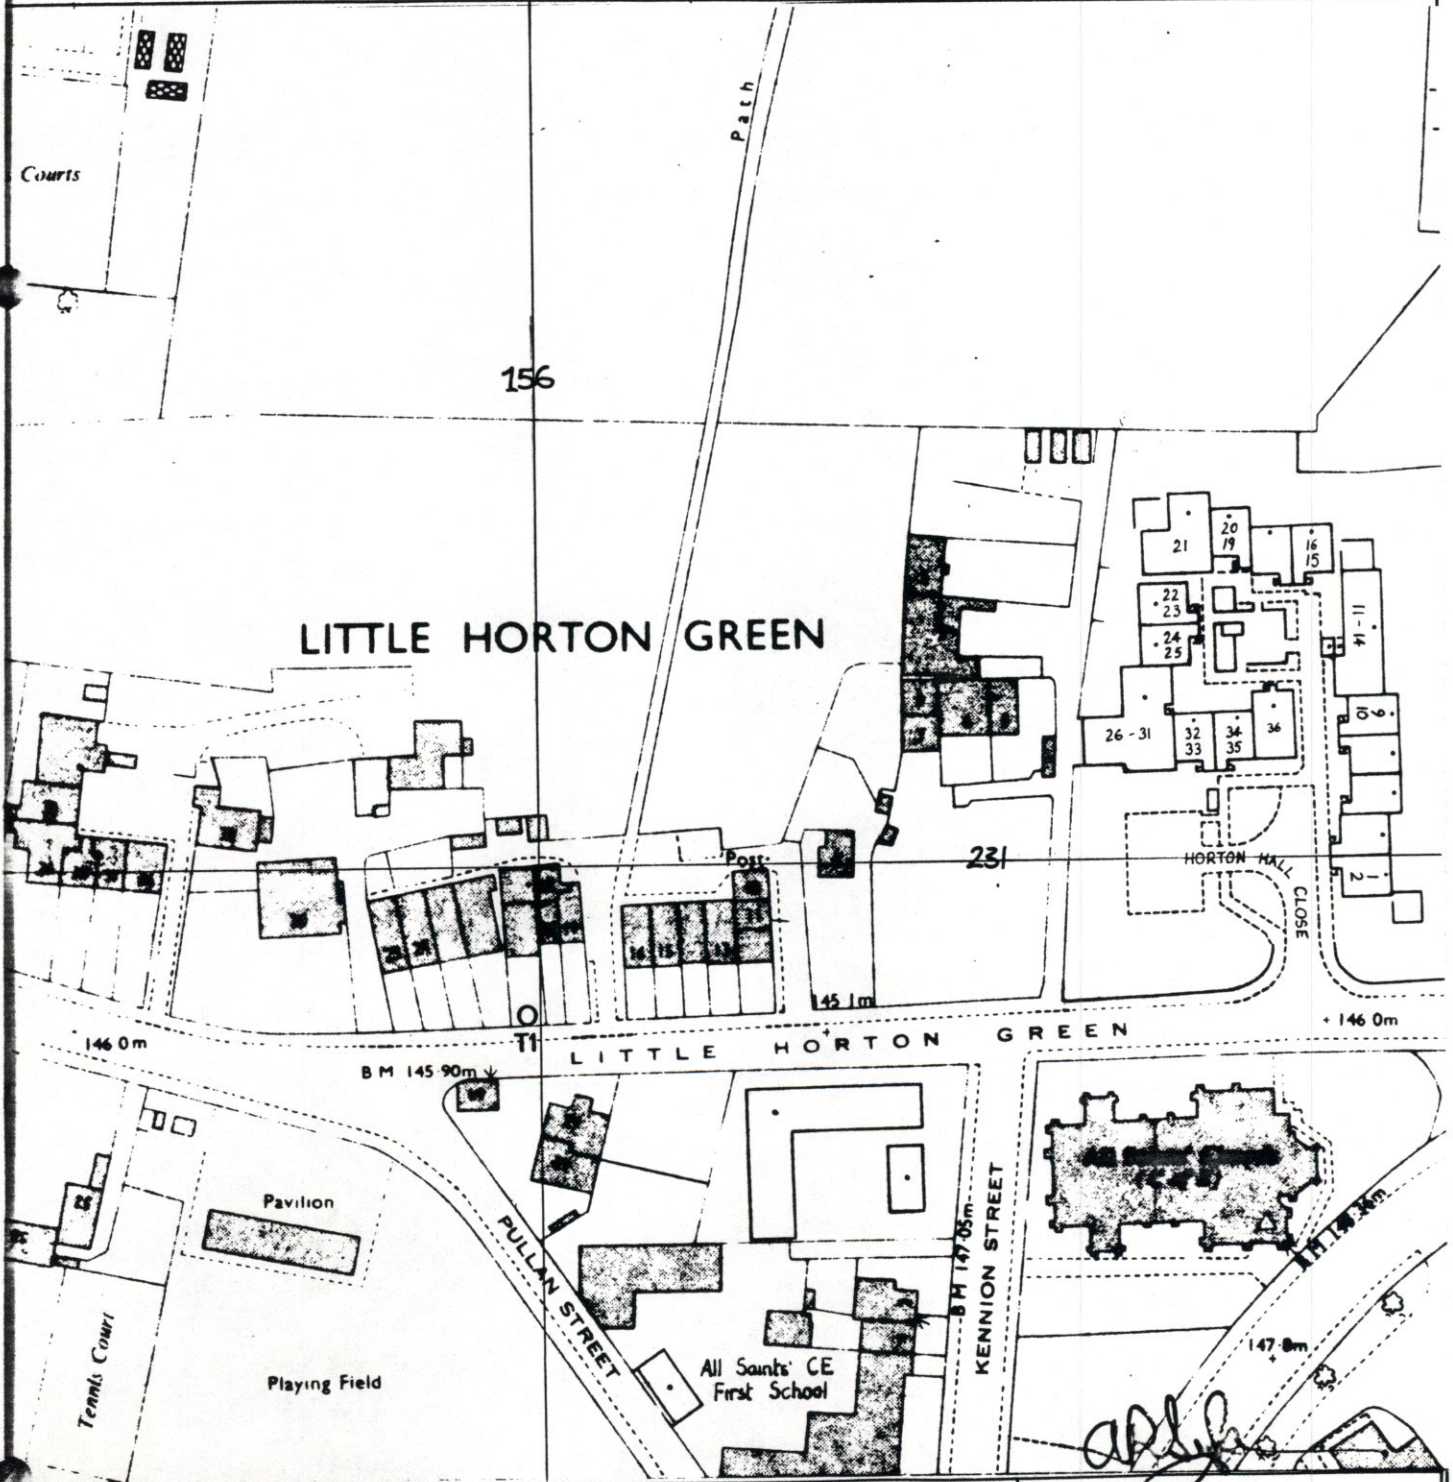 Path
Courts
156
LITTLE HORTON GREEN
21
20
19
16
15
22
23
24
25
11-14
9
10
26-31
32
33
34
35
36
HORTON HALL CLOSE
1
2
231
Post
16
15
13
145 1m
146 0m
T1
LITTLE HORTON GREEN
+ 146 0m
BM 145·90m
Pavilion
PULLAN STREET
BM 147·05m
KENNION STREET
147·8m
Tennis Court
Playing Field
All Saints' CE
First School